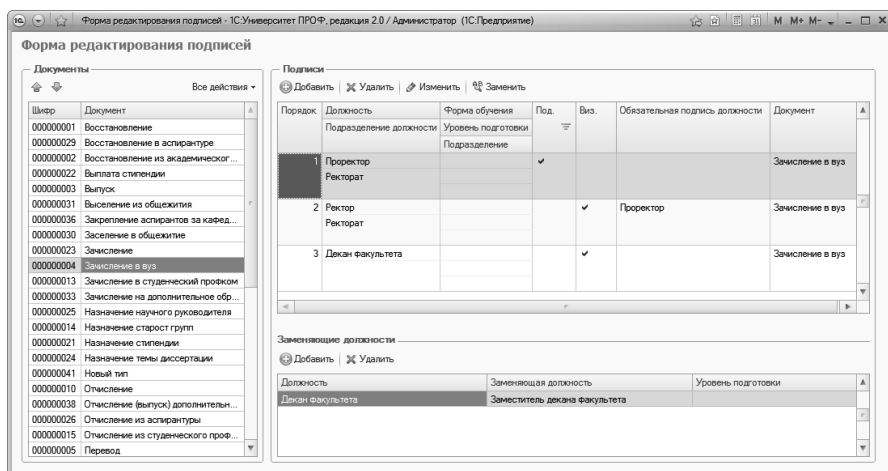 Форма редактирования подписей - 1С:Университет ПРОФ, редакция 2.0 / Администратор (1С:Предприятие)
M M+ M-
Форма редактирования подписей
Документы
Все действия
Шифр Документ
000000001 Восстановление
000000029 Восстановление в аспирантуре
000000002 Восстановление из академическог...
000000022 Выплата стипендии
000000003 Выпуск
000000031 Выселение из общежития
000000036 Закрепление аспирантов за кафед...
000000030 Заселение в общежитие
000000023 Зачисление
000000004 Зачисление в вуз
000000013 Зачисление в студенческий профком
000000033 Зачисление на дополнительное обр...
000000025 Назначение научного руководителя
000000014 Назначение старост групп
000000021 Назначение стипендии
000000024 Назначение темы диссертации
000000041 Новый тип
000000010 Отчисление
000000038 Отчисление (выпуск) дополнительн...
000000026 Отчисление из аспирантуры
000000015 Отчисление из студенческого проф...
000000005 Перевод
Подписи
Добавить Удалить Изменить Заменить
Порядок Должность Форма обучения Под. Виз. Обязательная подпись должности Документ
Подразделение должности Уровень подготовки
Подразделение
1 Проректор Зачисление в вуз
Ректорат
2 Ректор Проректор Зачисление в вуз
Ректорат
3 Декан факультета Зачисление в вуз
Заменяющие должности
Добавить Удалить
Должность Заменяющая должность Уровень подготовки
Декан факультета Заместитель декана факультета